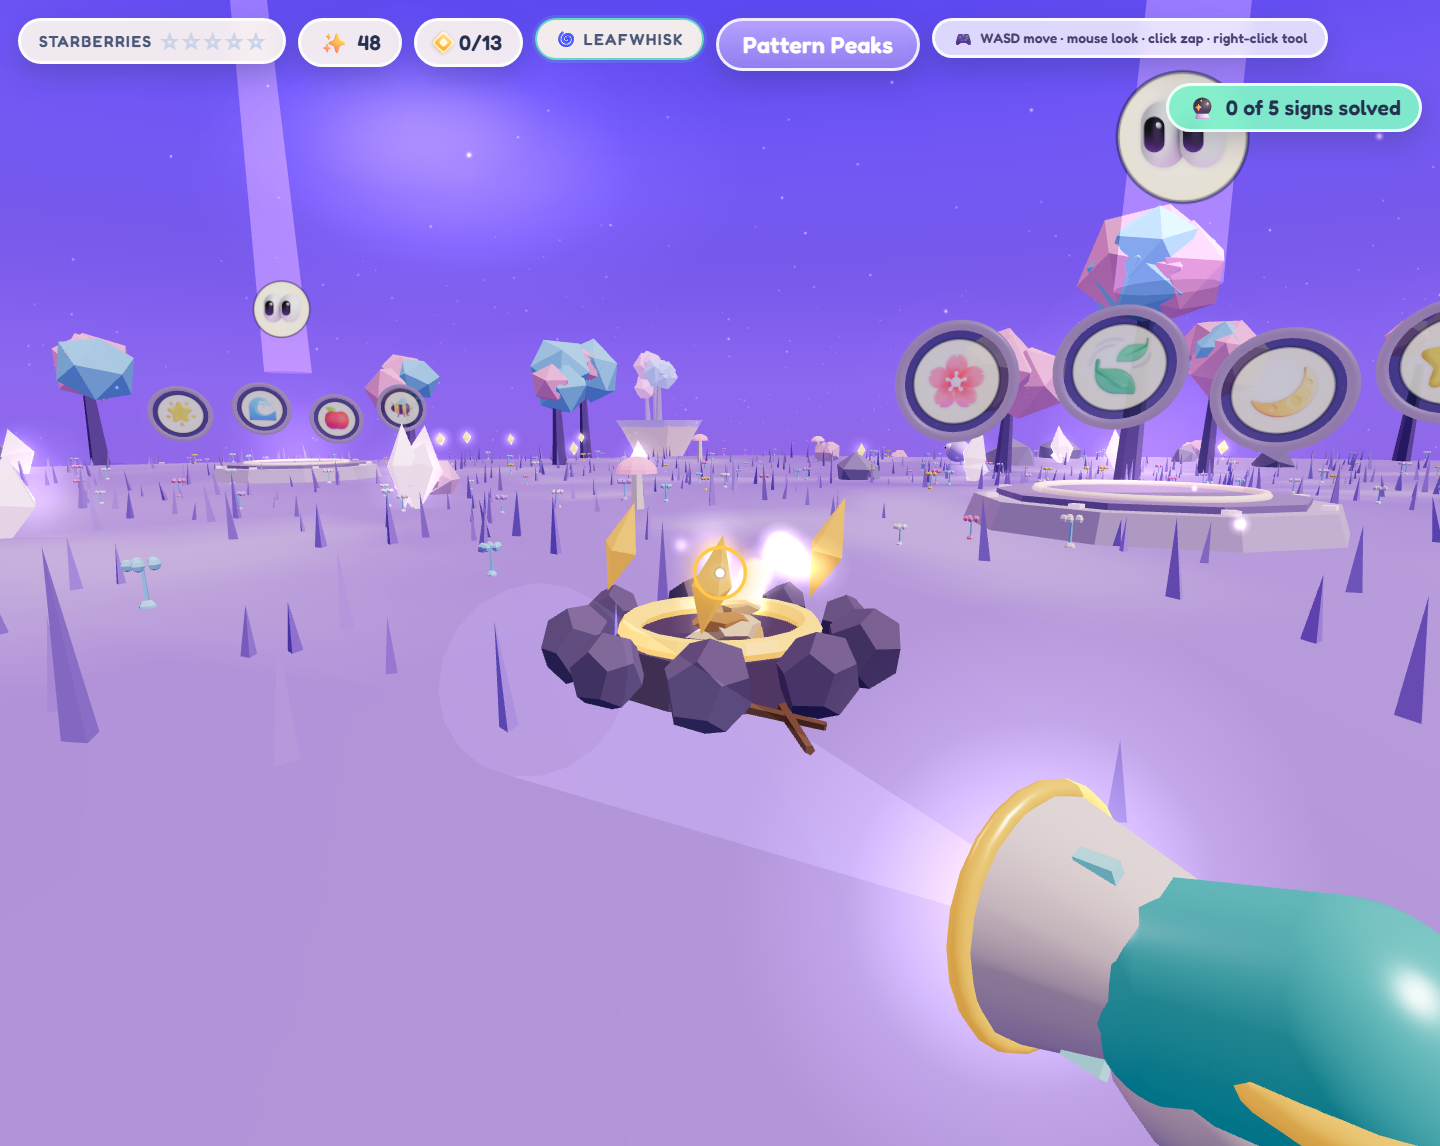 STARBERRIES
48
0/13
LEAFWHISK
Pattern Peaks
WASD move · mouse look · click zap · right-click tool
0 of 5 signs solved